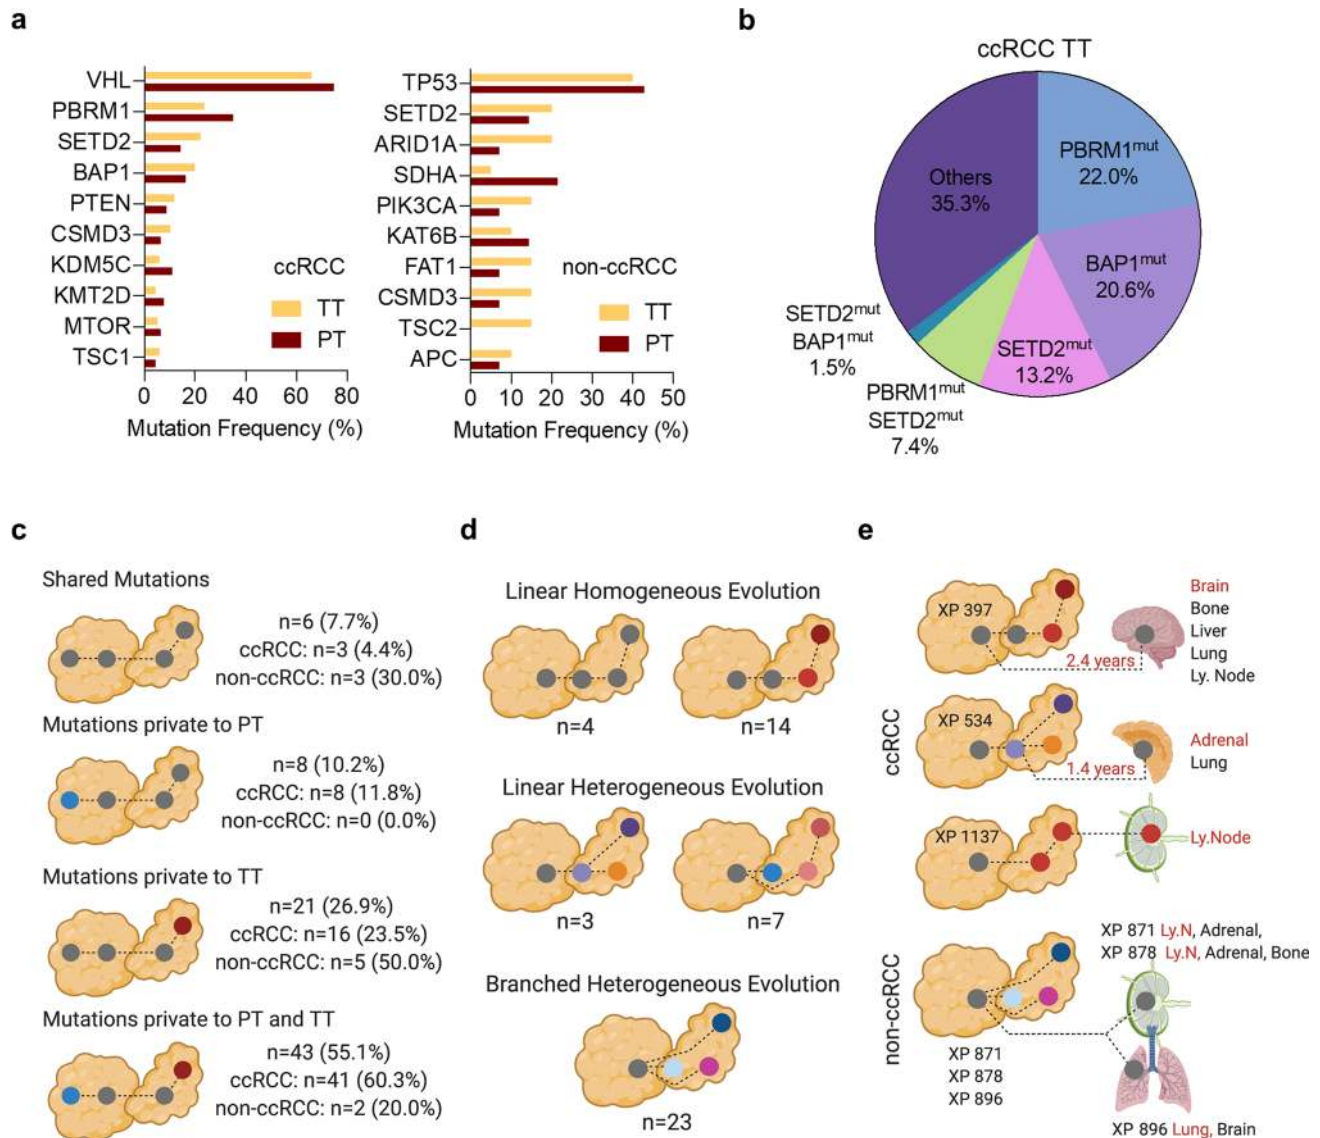 a
VHL
PBRM1
SETD2
BAP1
PTEN
CSMD3
KDM5C
KMT2D
MTOR
TSC1
ccRCC
TT
PT
0 20 40 60 80
Mutation Frequency (%)
TP53
SETD2
ARID1A
SDHA
PIK3CA
KAT6B
FAT1
CSMD3
TSC2
APC
non-ccRCC
TT
PT
0 10 20 30 40 50
Mutation Frequency (%)
b
ccRCC TT
PBRM1mut
22.0%
BAP1mut
20.6%
SETD2mut
13.2%
PBRM1mut
SETD2mut
7.4%
SETD2mut
BAP1mut
1.5%
Others
35.3%
c
Shared Mutations
n=6 (7.7%)
ccRCC: n=3 (4.4%)
non-ccRCC: n=3 (30.0%)
Mutations private to PT
n=8 (10.2%)
ccRCC: n=8 (11.8%)
non-ccRCC: n=0 (0.0%)
Mutations private to TT
n=21 (26.9%)
ccRCC: n=16 (23.5%)
non-ccRCC: n=5 (50.0%)
Mutations private to PT and TT
n=43 (55.1%)
ccRCC: n=41 (60.3%)
non-ccRCC: n=2 (20.0%)
d
Linear Homogeneous Evolution
n=4
n=14
Linear Heterogeneous Evolution
n=3
n=7
Branched Heterogeneous Evolution
n=23
e
ccRCC
XP 397
2.4 years
Brain
Bone
Liver
Lung
Ly. Node
XP 534
1.4 years
Adrenal
Lung
XP 1137
Ly.Node
non-ccRCC
XP 871 Ly.N, Adrenal,
XP 878 Ly.N, Adrenal, Bone
XP 871
XP 878
XP 896
XP 896 Lung, Brain